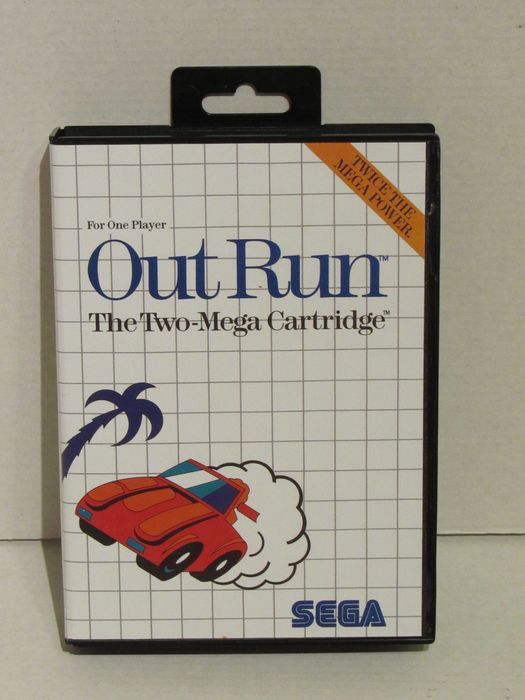 TWICE THE
MEGA POWER.
For One Player
Out Run™
The Two-Mega Cartridge™
SEGA